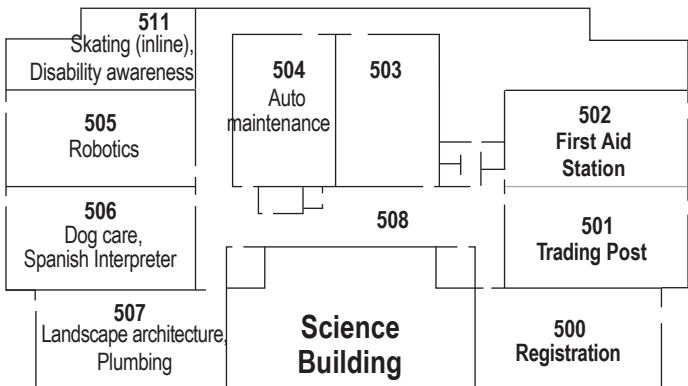 511
Skating (inline),
Disability awareness
504
Auto
maintenance
503
505
Robotics
502
First Aid
Station
506
Dog care,
Spanish Interpreter
508
501
Trading Post
507
Landscape architecture,
Plumbing
Science
Building
500
Registration